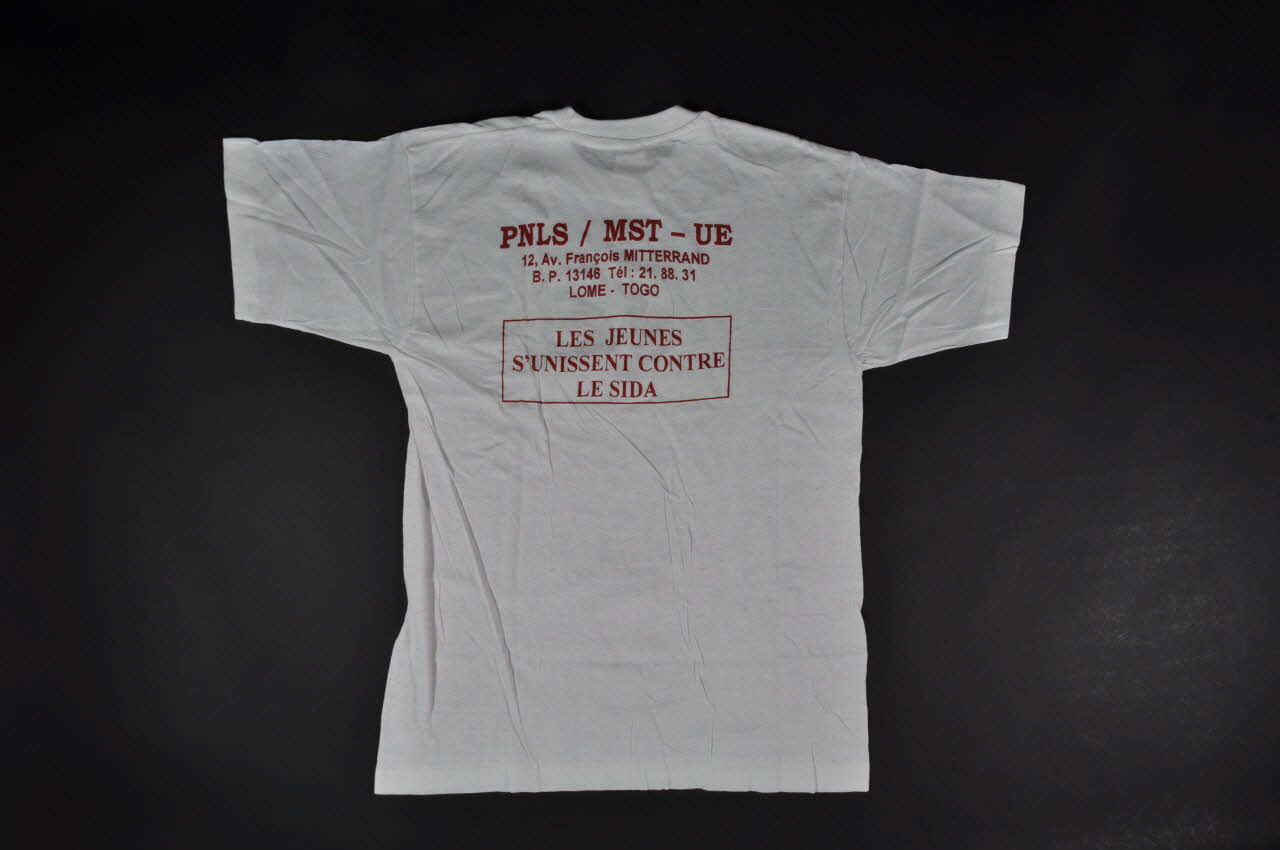 PNLS / MST - UE
12, Av. François MITTERRAND
B. P. 13146 Tél : 21. 88. 31
LOME - TOGO
LES JEUNES
S'UNISSENT CONTRE
LE SIDA